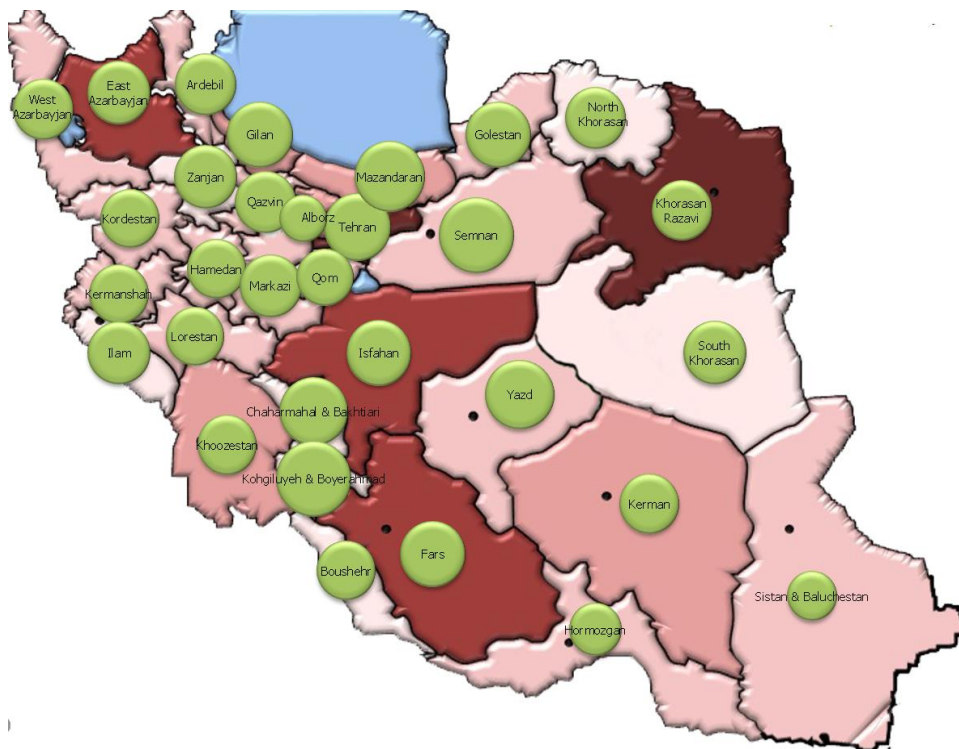 East
Azarbayjan
Ardebil
West
Azarbayjan
North
Khorasan
Gilan
Golestan
Zanjan
Mazandaran
Qazvin
Khorasan
Razavi
Kordestan
Alborz
Tehran
Semnan
Hamedan
Markazi
Qom
Kermanshah
Lorestan
Ilam
Isfahan
South
Khorasan
Yazd
Chaharmahal & Bakhtiari
Khoozestan
Kohgiluyeh & Boyerahmad
Kerman
Fars
Boushehr
Sistan & Baluchestan
Hormozgan